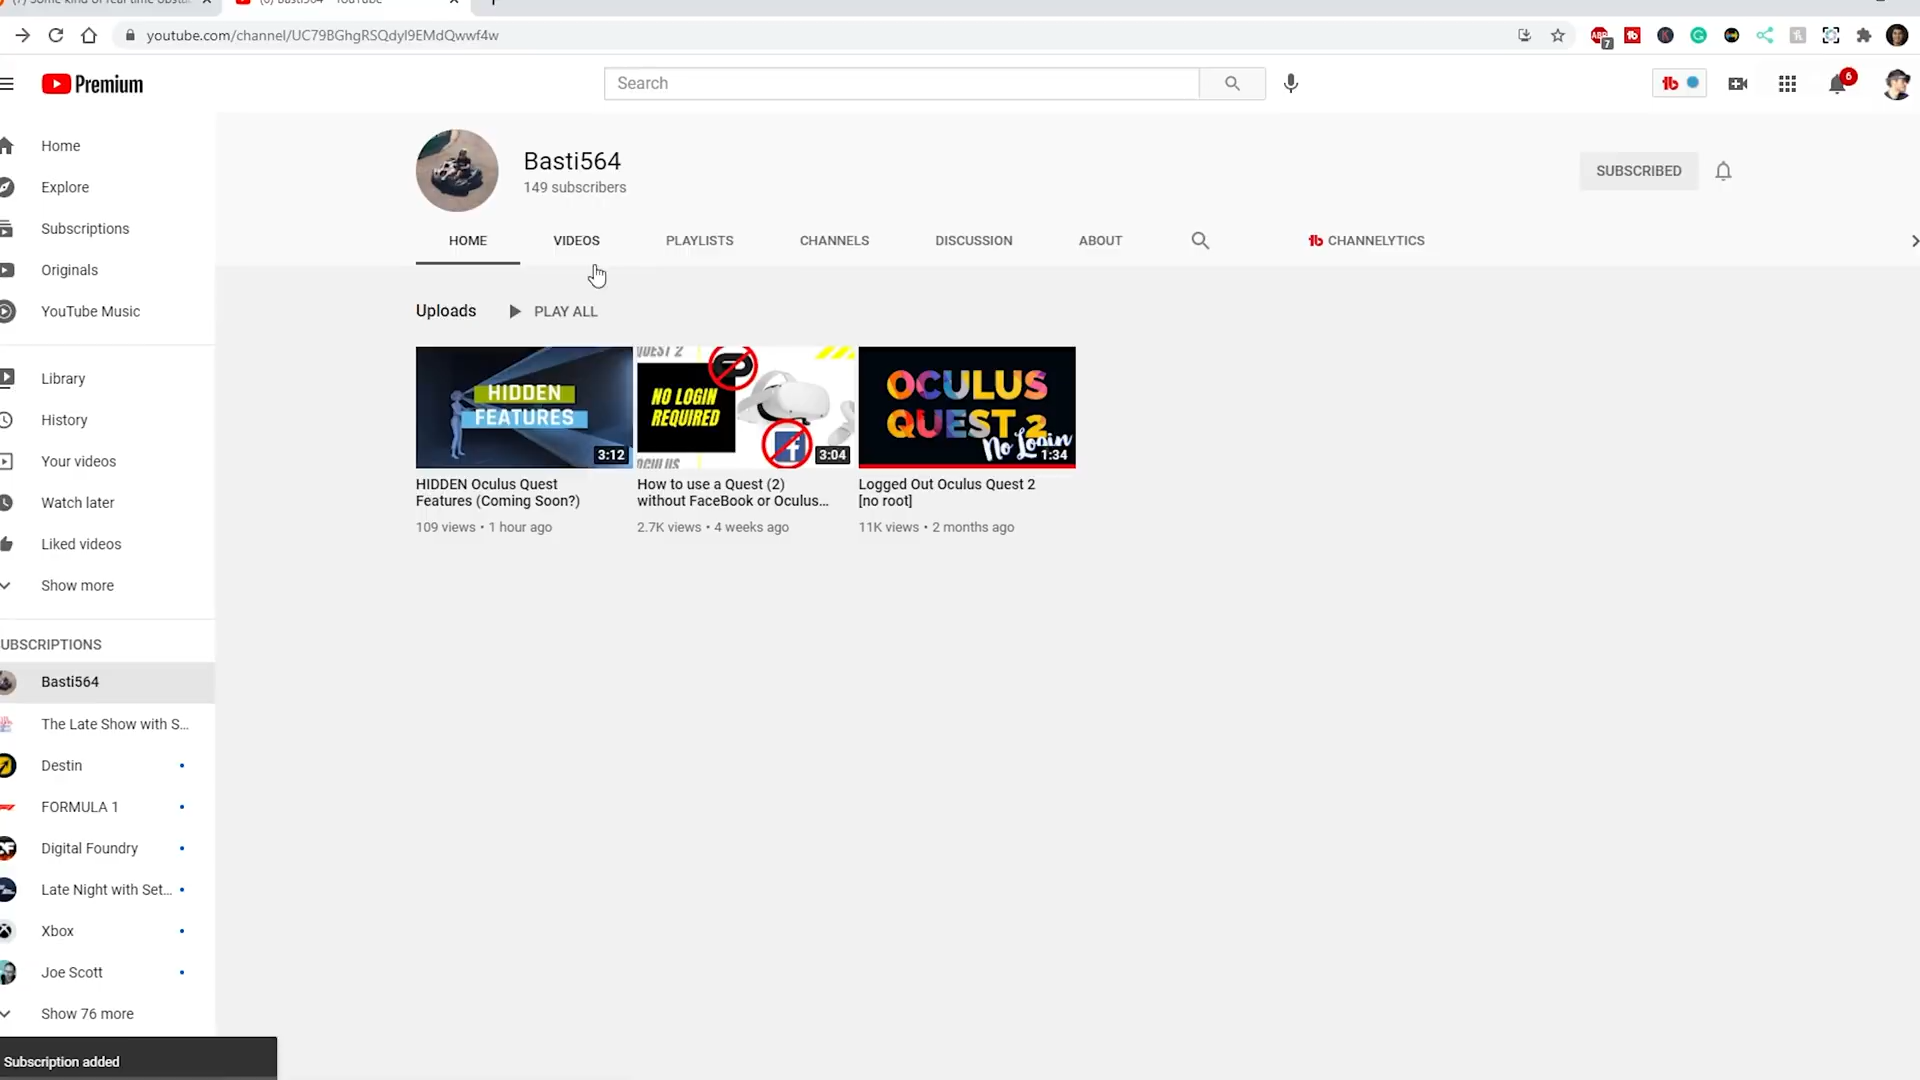 youtube.com/channel/UC79BGhgRSQdyI9EMdQwwf4w
7
Premium
Search
6
Home
Explore
Subscriptions
Originals
YouTube Music
Library
History
Your videos
Watch later
Liked videos
Show more
UBSCRIPTIONS
Basti564
The Late Show with S...
Destin
FORMULA 1
Digital Foundry
Late Night with Set...
Xbox
Joe Scott
Show 76 more
Subscription added
Basti564
149 subscribers
SUBSCRIBED
HOME
VIDEOS
PLAYLISTS
CHANNELS
DISCUSSION
ABOUT
CHANNELYTICS
Uploads
PLAY ALL
HIDDEN
FEATURES
3:12
HIDDEN Oculus Quest
Features (Coming Soon?)
109 views • 1 hour ago
NO LOGIN
REQUIRED
3:04
How to use a Quest (2)
without FaceBook or Oculus...
2.7K views • 4 weeks ago
OCULUS
QUEST 2
No Login
1:34
Logged Out Oculus Quest 2
[no root]
11K views • 2 months ago